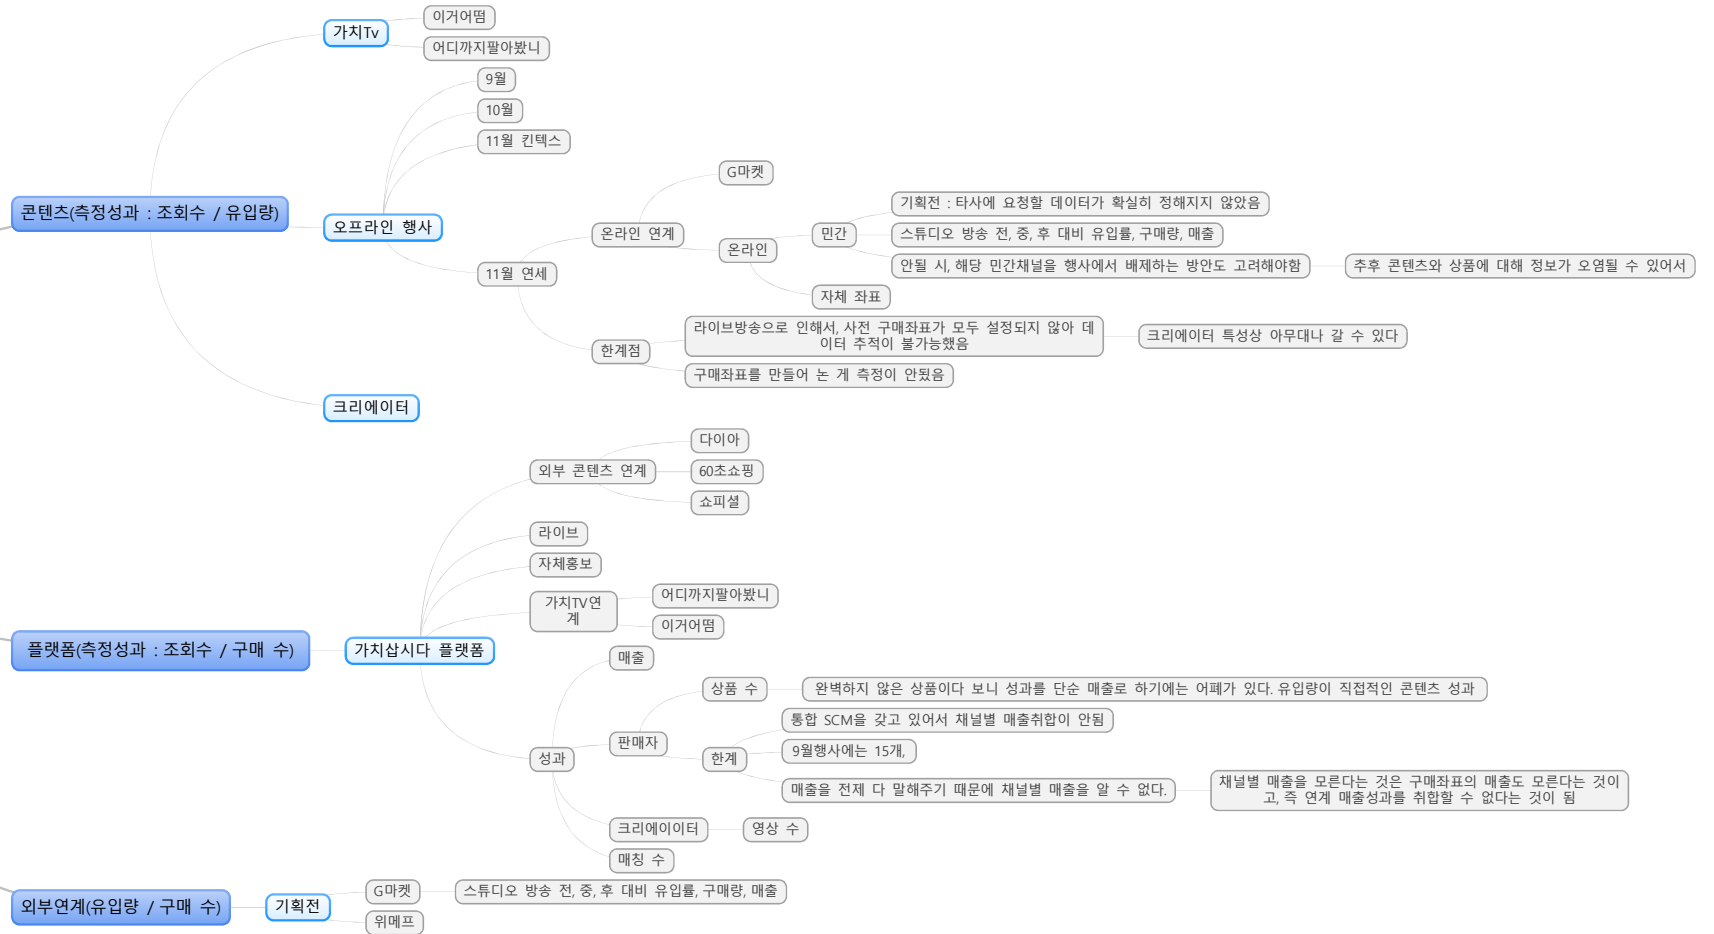 가치Tv
이거어떰
어디까지팔아봤니
9월
10월
11월 킨텍스
G마켓
콘텐츠(측정성과 : 조회수 / 유입량)
오프라인 행사
온라인 연계
온라인
민간
기획전 : 타사에 요청할 데이터가 확실히 정해지지 않았음
스튜디오 방송 전, 중, 후 대비 유입률, 구매량, 매출
안될 시, 해당 민간채널을 행사에서 배제하는 방안도 고려해야함
추후 콘텐츠와 상품에 대해 정보가 오염될 수 있어서
11월 연세
자체 좌표
한계점
라이브방송으로 인해서, 사전 구매좌표가 모두 설정되지 않아 데
이터 추적이 불가능했음
크리에이터 특성상 아무대나 갈 수 있다
구매좌표를 만들어 논 게 측정이 안됬음
크리에이터
외부 콘텐츠 연계
다이아
60초쇼핑
쇼피셜
라이브
자체홍보
가치TV연
계
어디까지팔아봤니
이거어떰
플랫폼(측정성과 : 조회수 / 구매 수)
가치삽시다 플랫폼
매출
상품 수
완벽하지 않은 상품이다 보니 성과를 단순 매출로 하기에는 어폐가 있다. 유입량이 직접적인 콘텐츠 성과
성과
판매자
한계
통합 SCM을 갖고 있어서 채널별 매출취합이 안됨
9월행사에는 15개,
매출을 전제 다 말해주기 때문에 채널별 매출을 알 수 없다.
채널별 매출을 모른다는 것은 구매좌표의 매출도 모른다는 것이
고, 즉 연계 매출성과를 취합할 수 없다는 것이 됨
크리에이이터
영상 수
매칭 수
외부연계(유입량 / 구매 수)
기획전
G마켓
스튜디오 방송 전, 중, 후 대비 유입률, 구매량, 매출
위메프